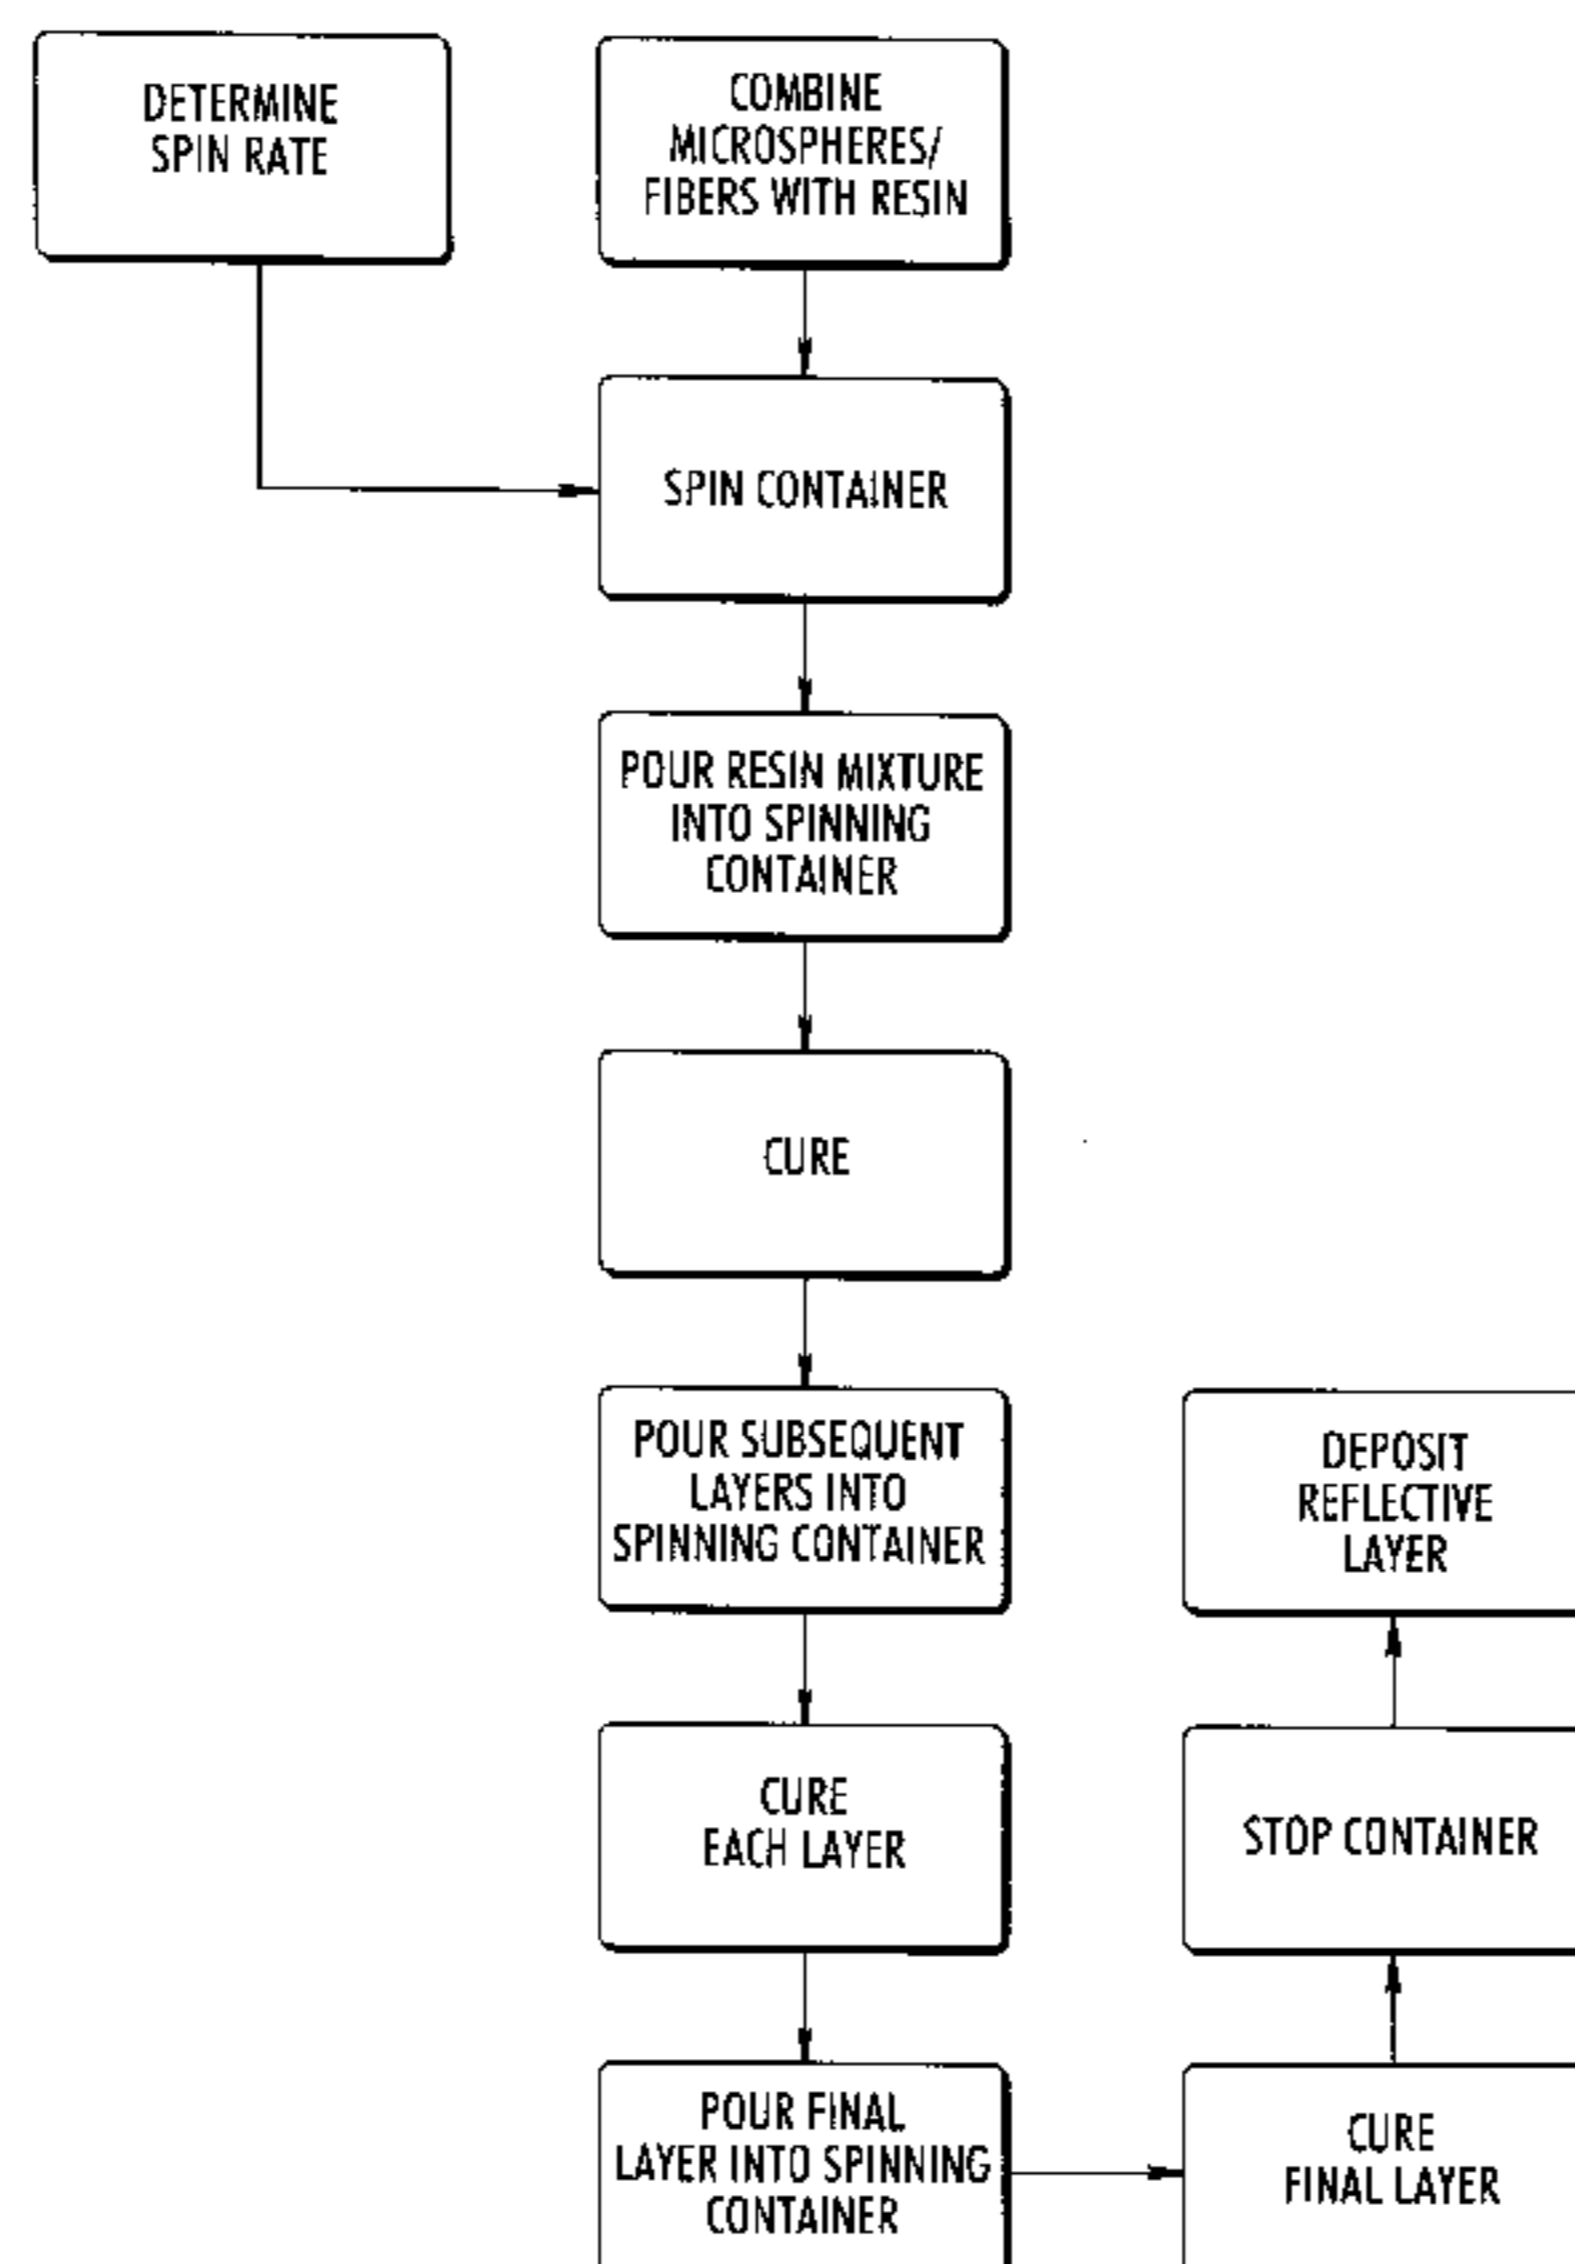 DETERMINE
SPIN RATE
COMBINE
MICROSPHERES/
FIBERS WITH RESIN
SPIN CONTAINER
POUR RESIN MIXTURE
INTO SPINNING
CONTAINER
CURE
POUR SUBSEQUENT
LAYERS INTO
SPINNING CONTAINER
CURE
EACH LAYER
POUR FINAL
LAYER INTO SPINNING
CONTAINER
CURE
FINAL LAYER
STOP CONTAINER
DEPOSIT
REFLECTIVE
LAYER